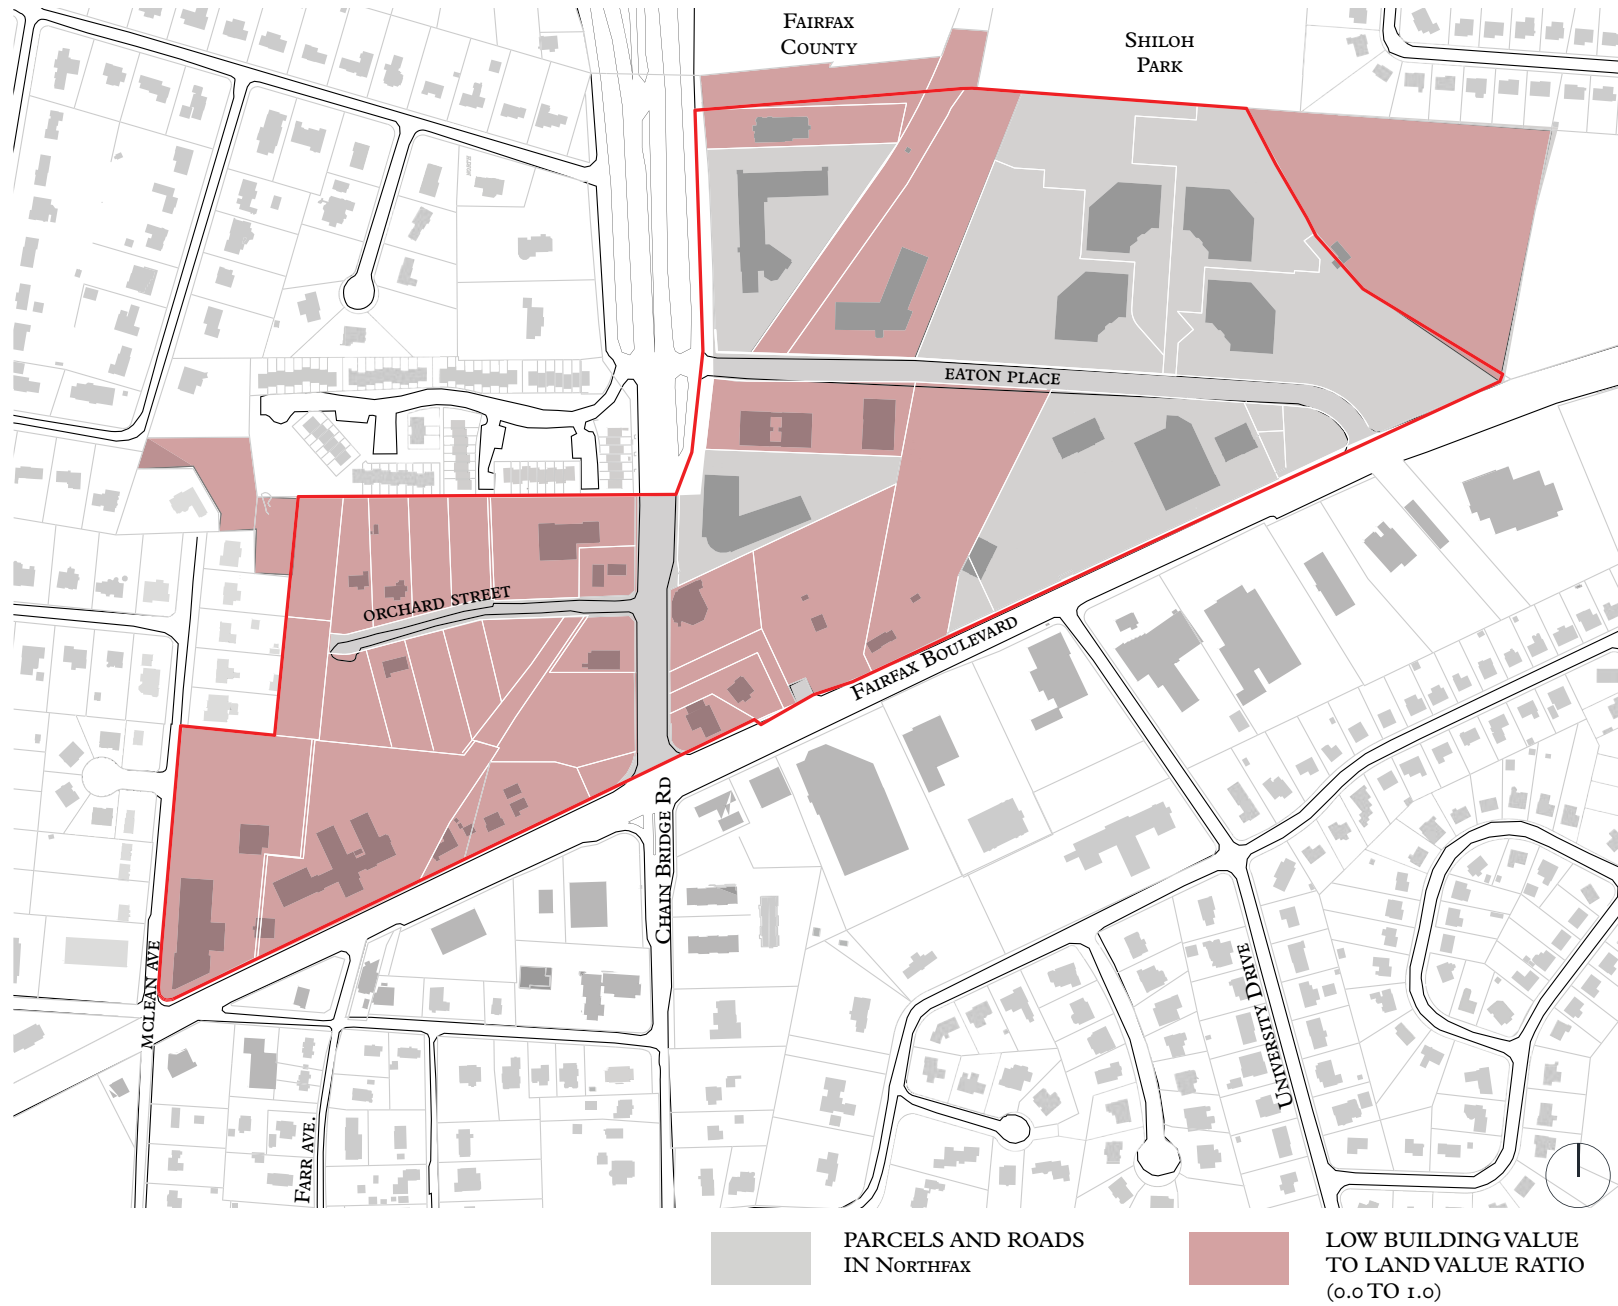 Fairfax
County
Shiloh
Park
EATON PLACE
ORCHARD STREET
Fairfax Boulevard
Chain Bridge Rd
MCLEAN AVE
University Drive
Farr Ave.
PARCELS AND ROADS
IN Northfax
LOW BUILDING VALUE
TO LAND VALUE RATIO
(0.0 TO 1.0)